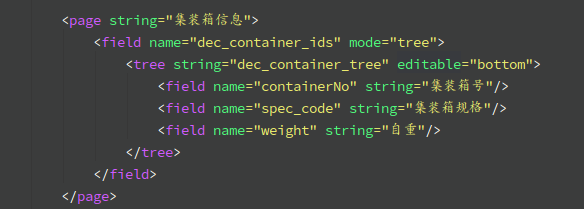 <page string="集装箱信息">
<field name="dec_container_ids" mode="tree">
<tree string="dec_container_tree" editable="bottom">
<field name="containerNo" string="集装箱号"/>
<field name="spec_code" string="集装箱规格"/>
<field name="weight" string="自重"/>
</tree>
</field>
</page>